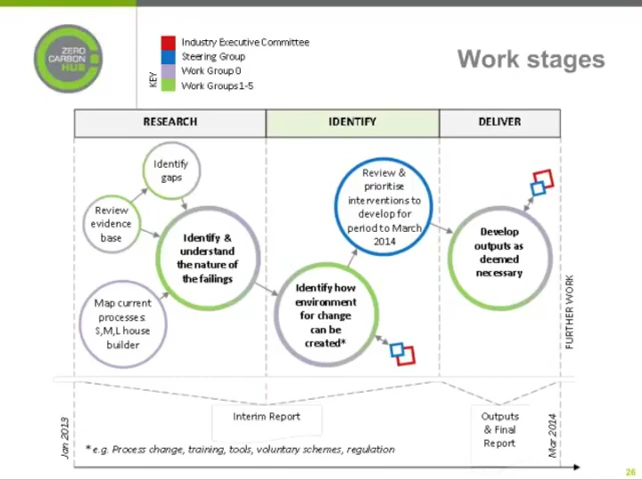 ZERO
CARBON
HUB
KEY
Industry Executive Committee
Steering Group
Work Group 0
Work Groups 1-5
Work stages
RESEARCH
IDENTIFY
DELIVER
Identify
gaps
Review
evidence
base
Map current
processes:
S,M,L house
builder
Identify &
understand
the nature of
the failings
Identify how
environment
for change
can be
created*
Review &
prioritise
interventions to
develop for
period to March
2014
Develop
outputs as
deemed
necessary
FURTHER WORK
Interim Report
Outputs
& Final
Report
Jan 2013
Mar 2014
* e.g. Process change, training, tools, voluntary schemes, regulation
26